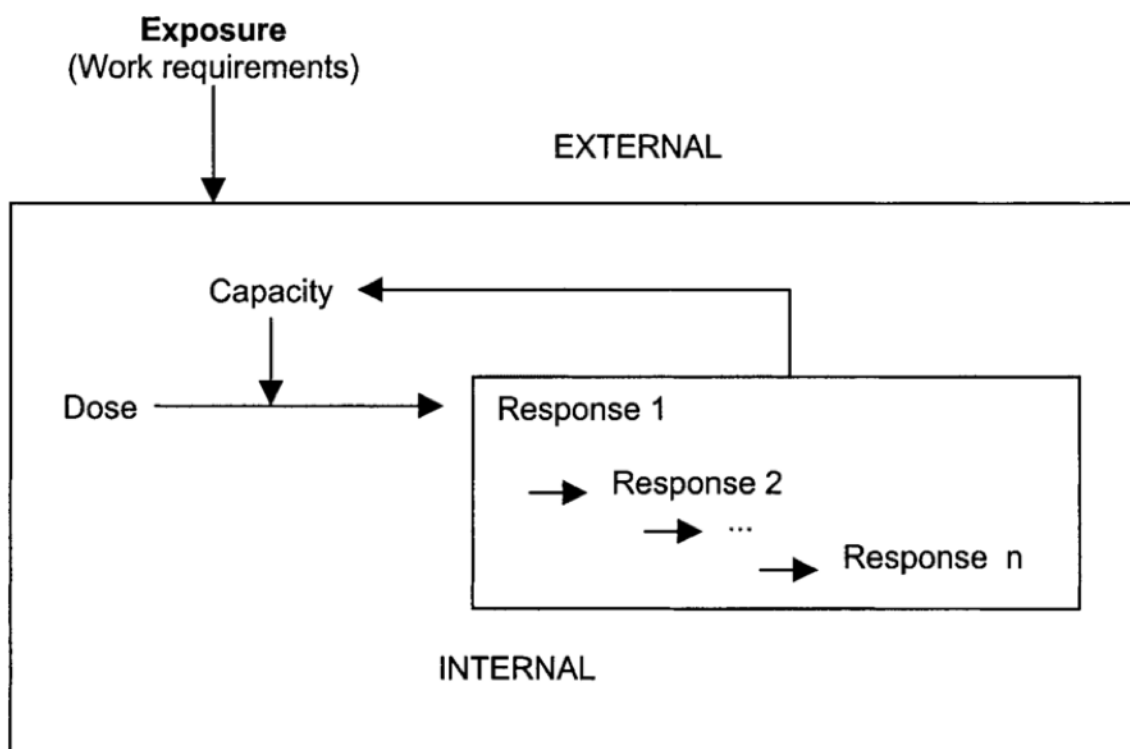 Exposure
(Work requirements)
EXTERNAL
Capacity
Dose
Response 1
Response 2
...
Response n
INTERNAL